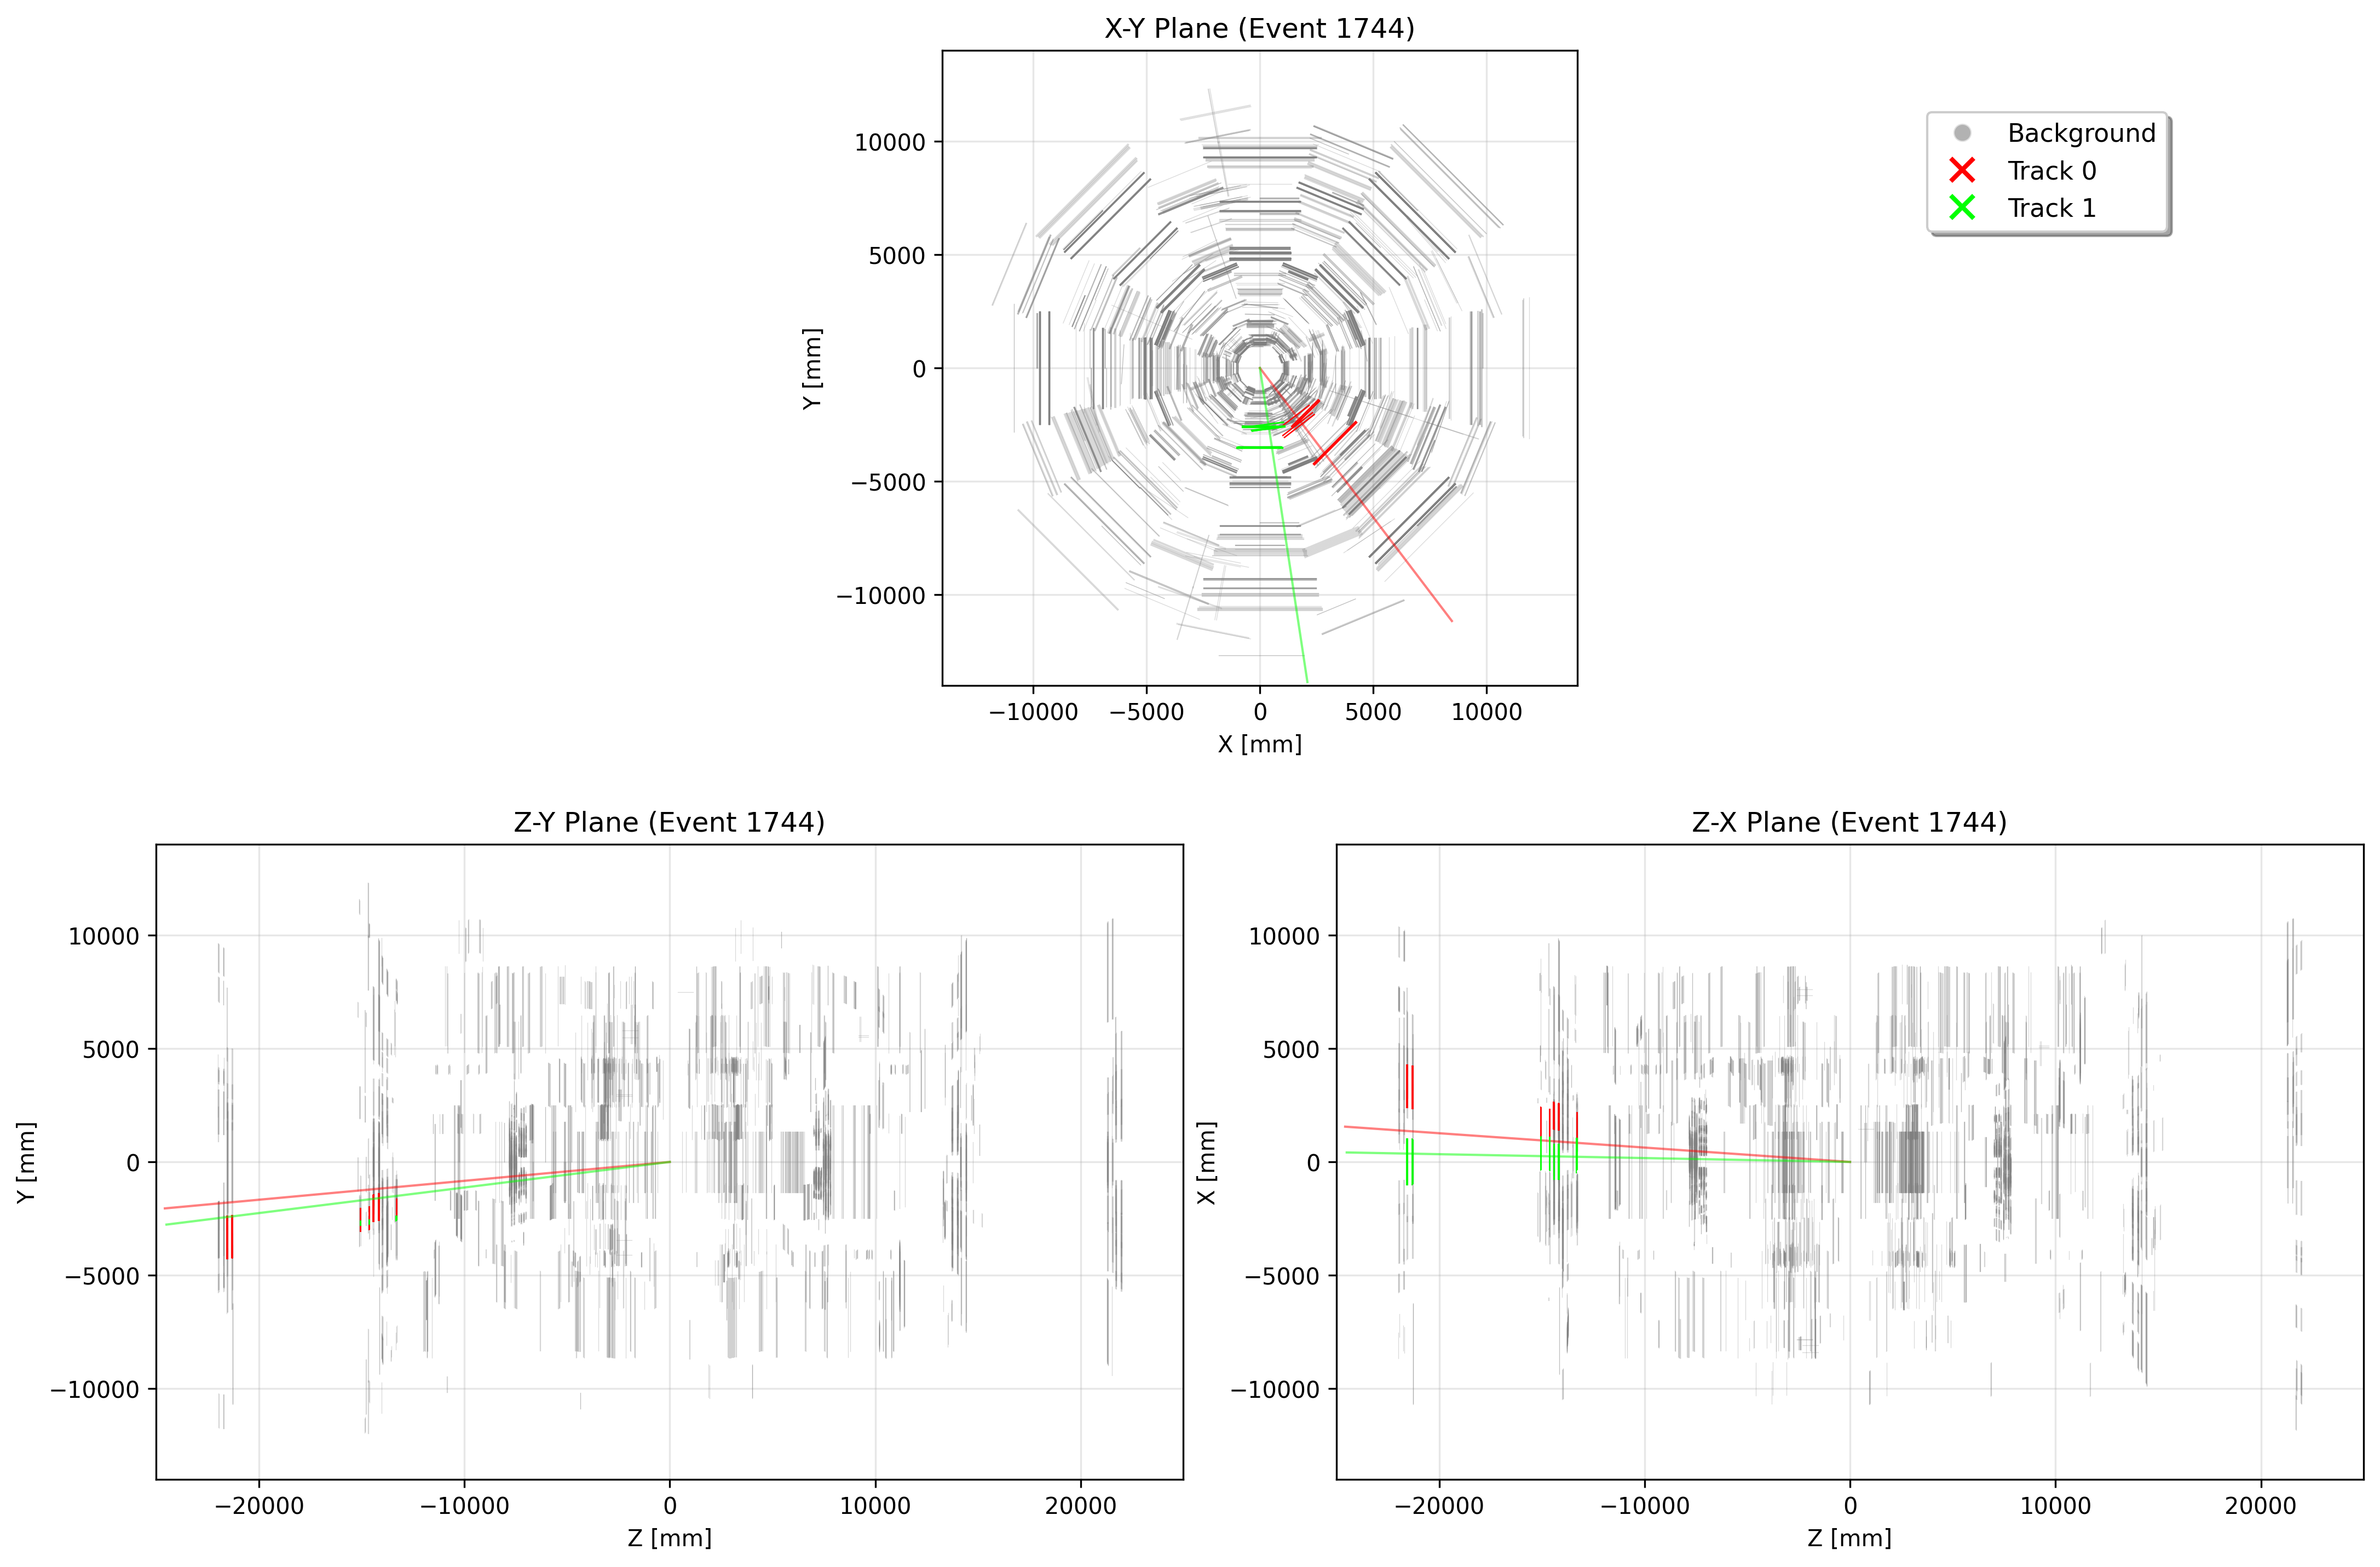 X-Y Plane (Event 1744)
Y [mm]
10000
5000
0
−5000
−10000
−10000 −5000 0 5000 10000
X [mm]
Background
Track 0
Track 1
Z-Y Plane (Event 1744)
Y [mm]
10000
5000
0
−5000
−10000
−20000 −10000 0 10000 20000
Z [mm]
Z-X Plane (Event 1744)
X [mm]
10000
5000
0
−5000
−10000
−20000 −10000 0 10000 20000
Z [mm]